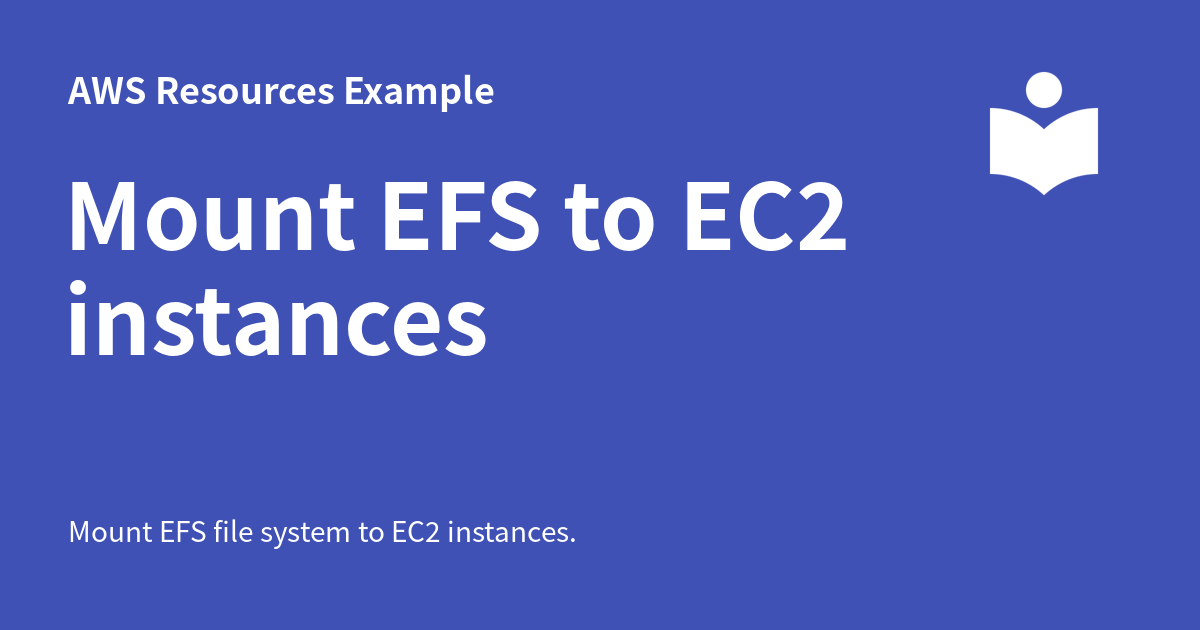 AWS Resources Example
Mount EFS to EC2
instances
Mount EFS file system to EC2 instances.